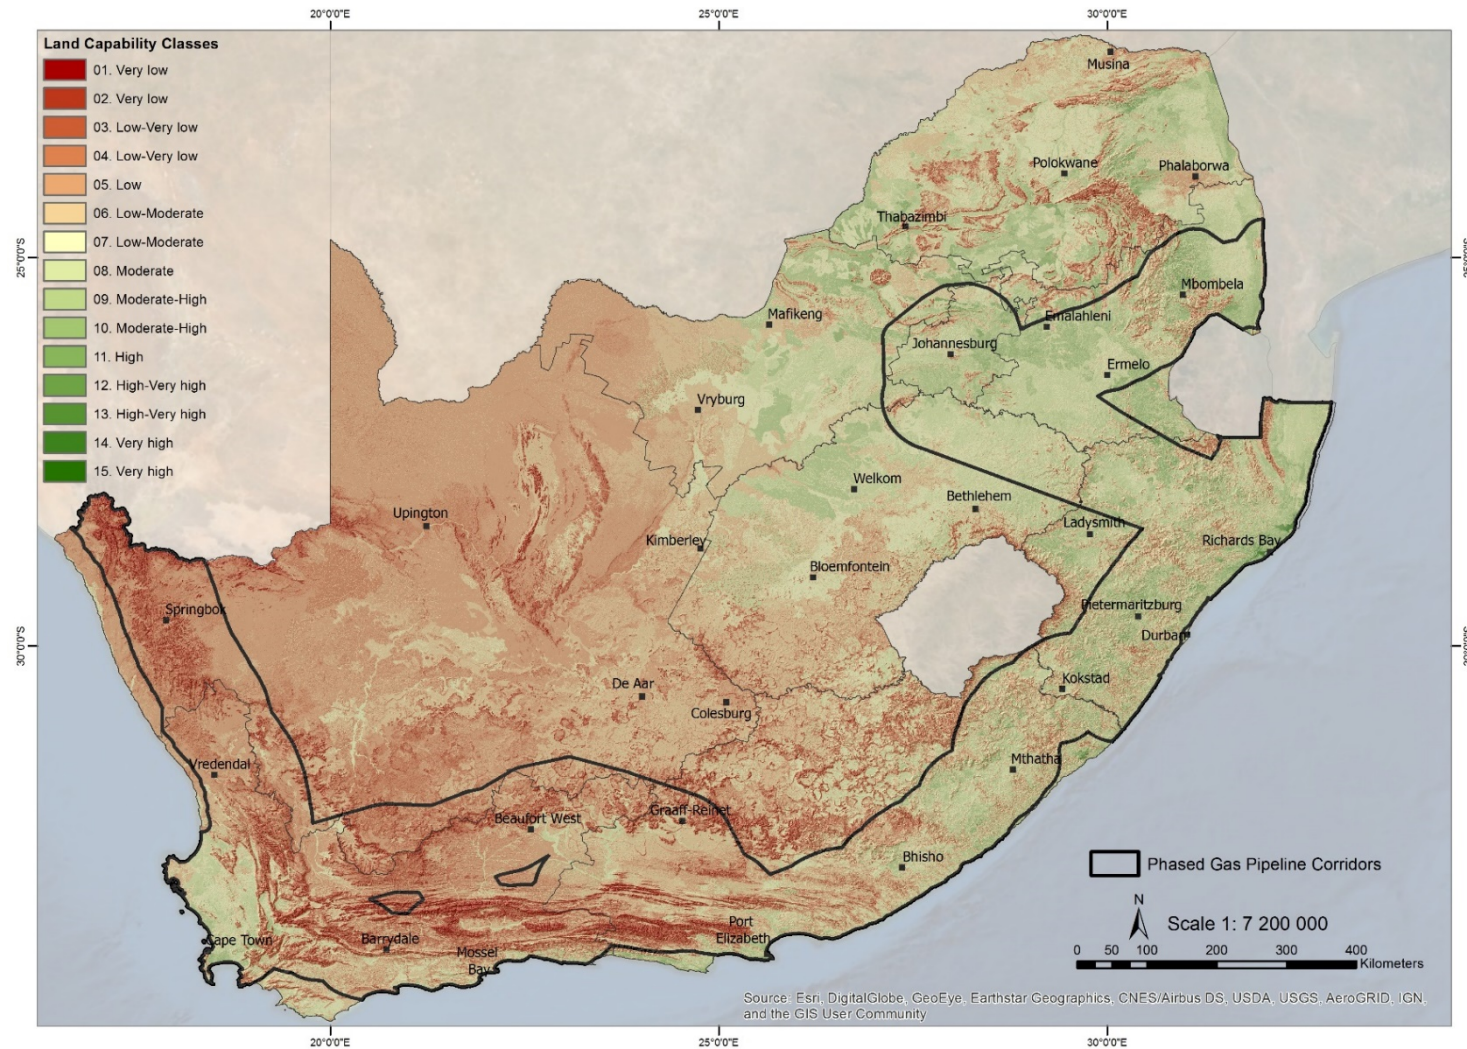 20°0'0"E 25°0'0"E 30°0'0"E
Land Capability Classes
01. Very low
02. Very low
03. Low-Very low
04. Low-Very low
05. Low
06. Low-Moderate
07. Low-Moderate
08. Moderate
09. Moderate-High
10. Moderate-High
11. High
12. High-Very high
13. High-Very high
14. Very high
15. Very high
Musina
Polokwane
Phalaborwa
Thabazimbi
25°0'0"S
Mbombela
Mafikeng
Emalahleni
Johannesburg
Ermelo
Vryburg
Welkom
Bethlehem
Upington
Ladysmith
Kimberley
Richards Bay
Bloemfontein
Springbok
Pietermaritzburg
Durban
30°0'0"S
Kokstad
De Aar
Colesburg
Mthatha
Vredendal
Graaff-Reinet
Beaufort West
Bhisho
Port
Elizabeth
Cape Town
Barrydale
Mossel
Bay
Phased Gas Pipeline Corridors
N
Scale 1: 7 200 000
0 50 100 200 300 400
Kilometers
Source: Esri, DigitalGlobe, GeoEye, Earthstar Geographics, CNES/Airbus DS, USDA, USGS, AeroGRID, IGN,
and the GIS User Community
20°0'0"E 25°0'0"E 30°0'0"E